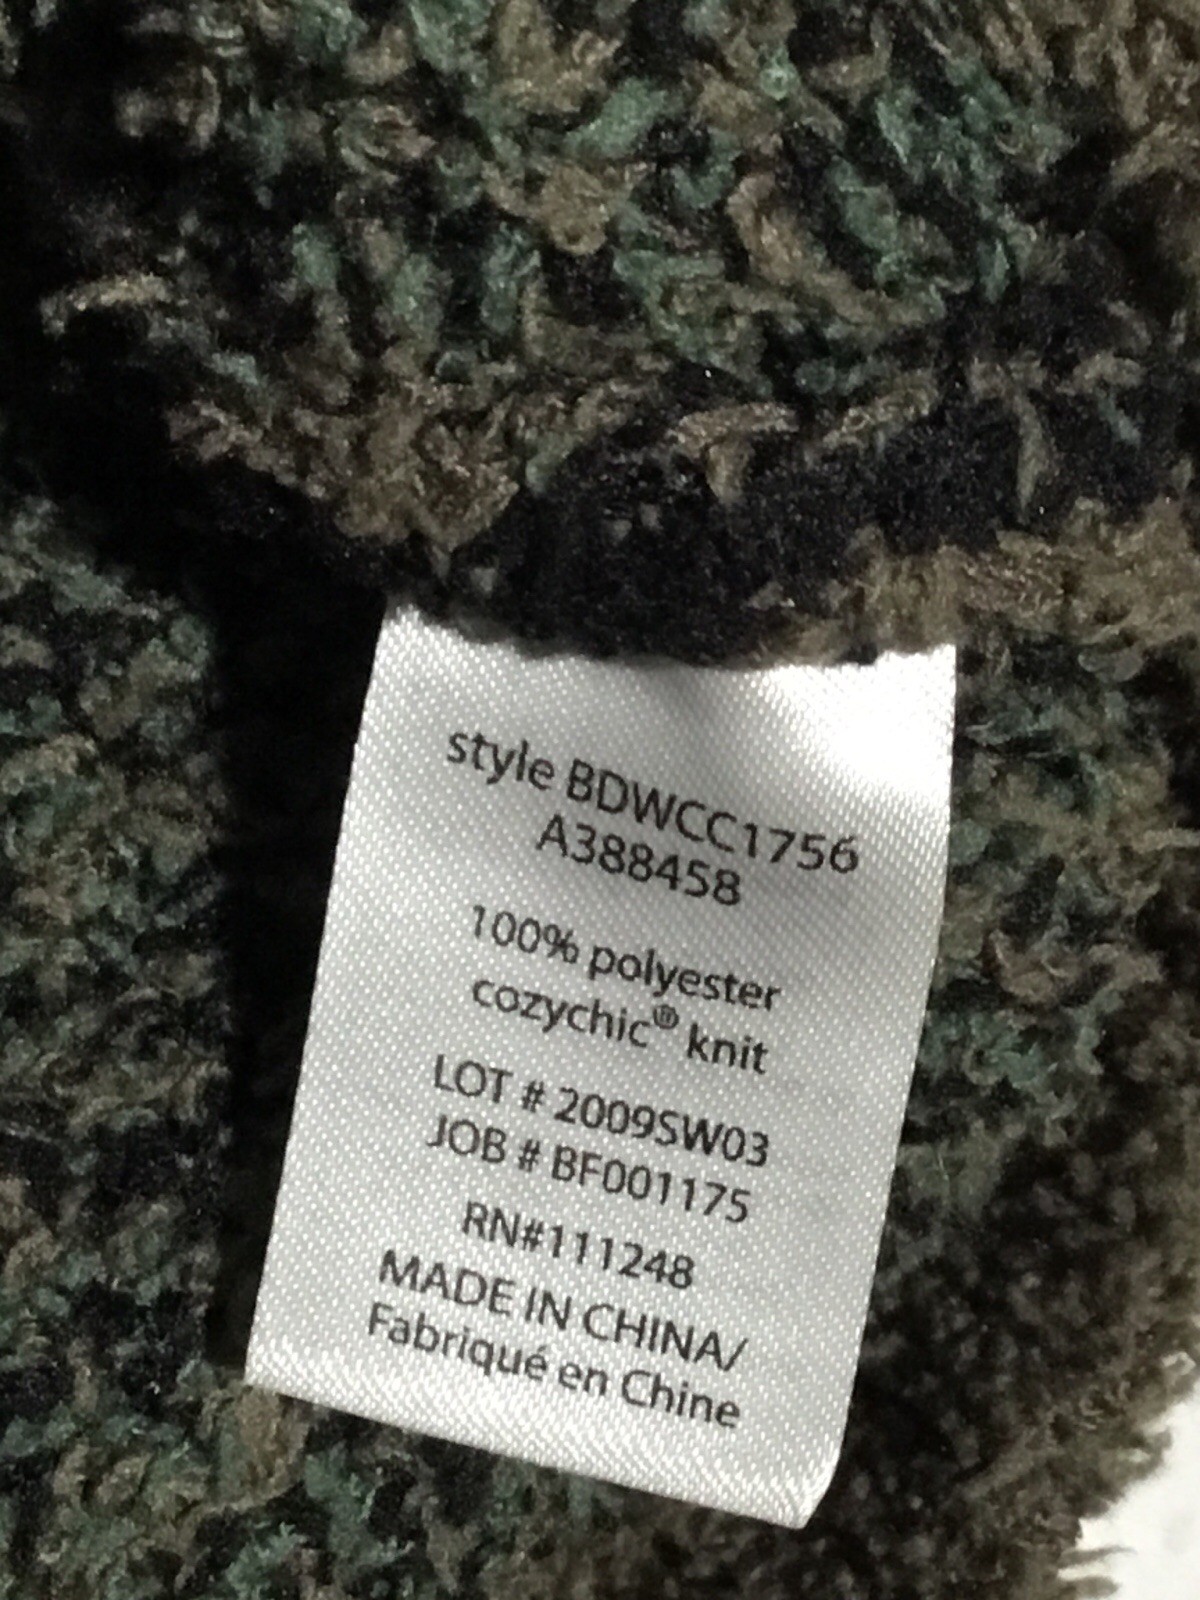 style BDWCC1756
A388458
100% polyester
cozychic® knit
LOT # 2009SW03
JOB # BF001175
RN#111248
MADE IN CHINA/
Fabriqué en Chine